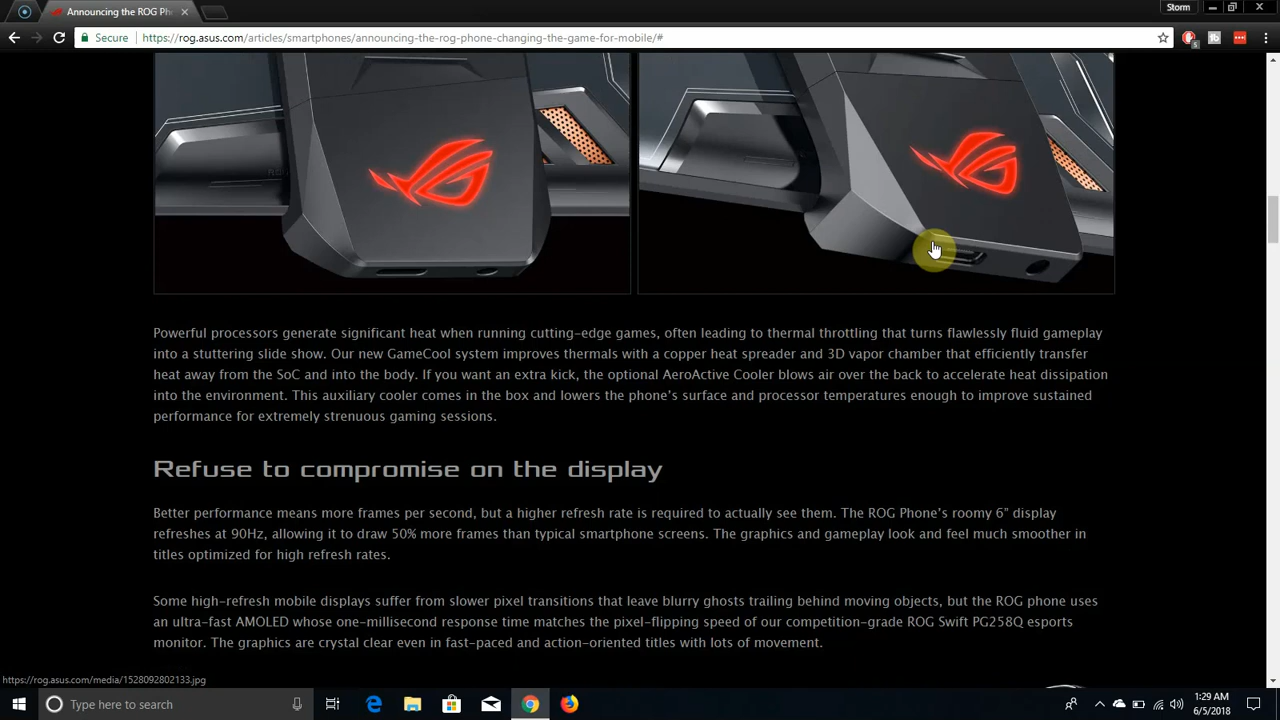 Announcing the ROG Ph
Storm
Secure
https://rog.asus.com/articles/smartphones/announcing-the-rog-phone-changing-the-game-for-mobile/#
5
Powerful processors generate significant heat when running cutting-edge games, often leading to thermal throttling that turns flawlessly fluid gameplay
into a stuttering slide show. Our new GameCool system improves thermals with a copper heat spreader and 3D vapor chamber that efficiently transfer
heat away from the SoC and into the body. If you want an extra kick, the optional AeroActive Cooler blows air over the back to accelerate heat dissipation
into the environment. This auxiliary cooler comes in the box and lowers the phone's surface and processor temperatures enough to improve sustained
performance for extremely strenuous gaming sessions.
Refuse to compromise on the display
Better performance means more frames per second, but a higher refresh rate is required to actually see them. The ROG Phone's roomy 6" display
refreshes at 90Hz, allowing it to draw 50% more frames than typical smartphone screens. The graphics and gameplay look and feel much smoother in
titles optimized for high refresh rates.
Some high-refresh mobile displays suffer from slower pixel transitions that leave blurry ghosts trailing behind moving objects, but the ROG phone uses
an ultra-fast AMOLED whose one-millisecond response time matches the pixel-flipping speed of our competition-grade ROG Swift PG258Q esports
monitor. The graphics are crystal clear even in fast-paced and action-oriented titles with lots of movement.
https://rog.asus.com/media/1528092802133.jpg
Type here to search
1:29 AM
6/5/2018